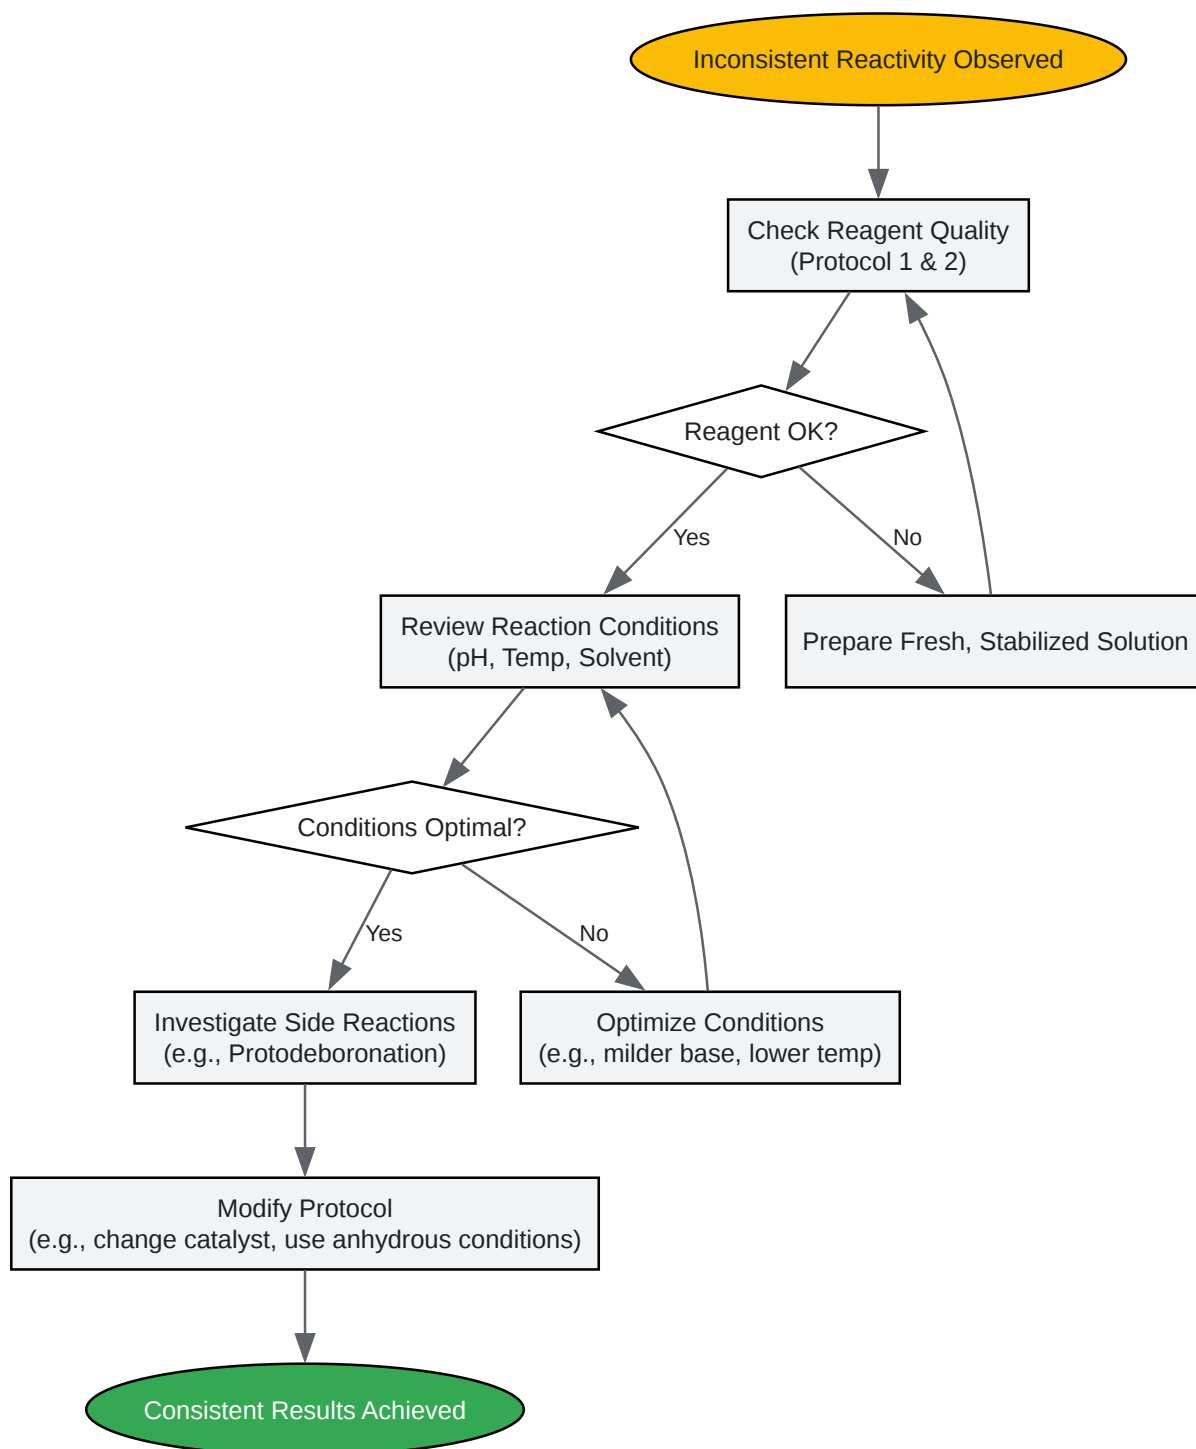 Inconsistent Reactivity Observed
Check Reagent Quality
(Protocol 1 & 2)
Reagent OK?
Yes
No
Review Reaction Conditions
(pH, Temp, Solvent)
Prepare Fresh, Stabilized Solution
Conditions Optimal?
Yes
No
Investigate Side Reactions
(e.g., Protodeboronation)
Optimize Conditions
(e.g., milder base, lower temp)
Modify Protocol
(e.g., change catalyst, use anhydrous conditions)
Consistent Results Achieved